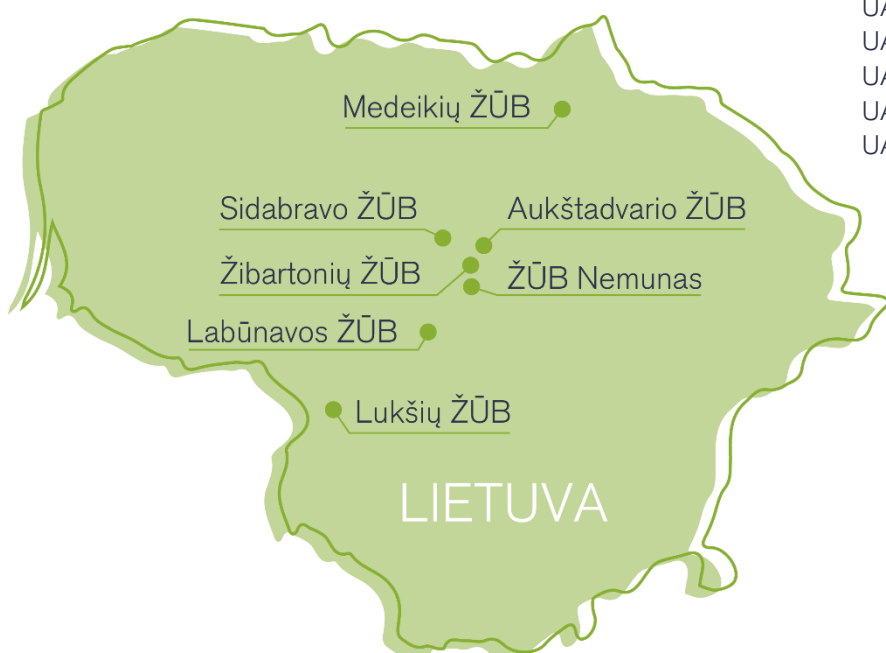 Medeikių ŽŪB
Sidabravo ŽŪB
Aukštadvario ŽŪB
Žibartonių ŽŪB
ŽŪB Nemunas
Labūnavos ŽŪB
Lukšių ŽŪB
LIETUVA